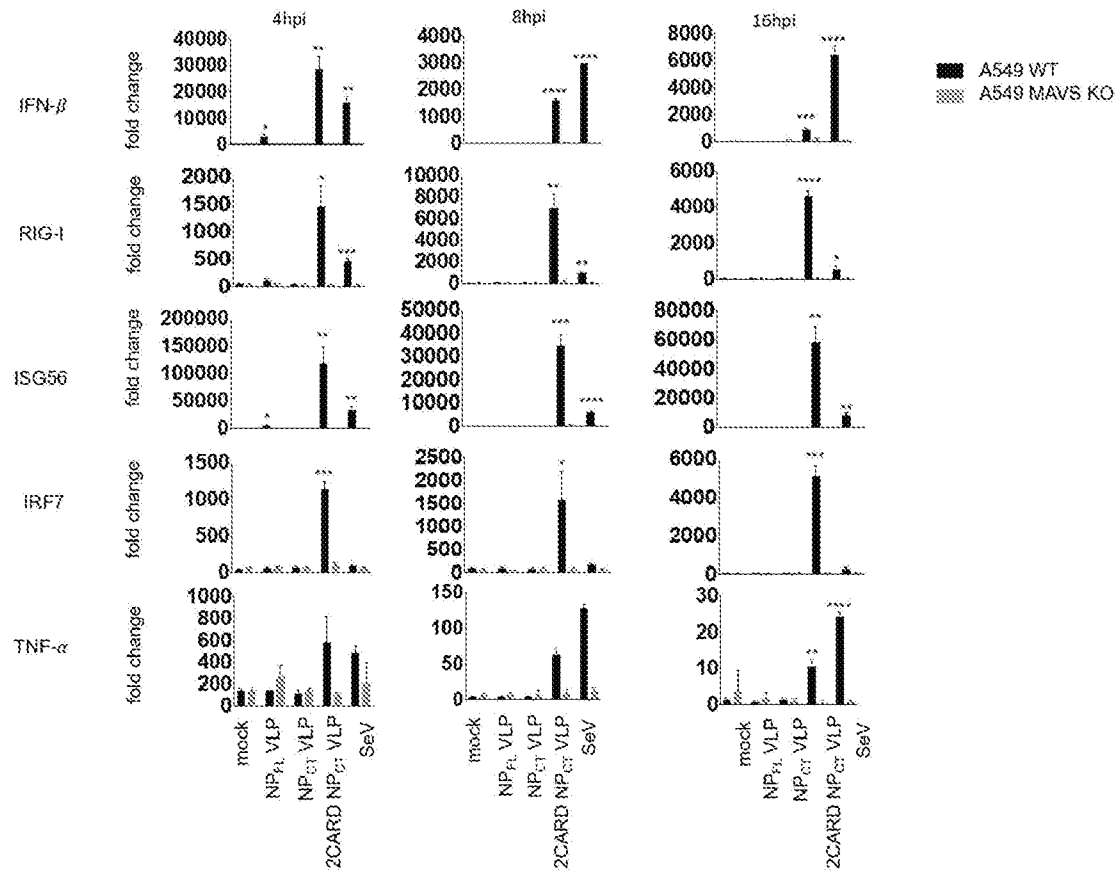 4hpi 8hpi 16hpi
A549 WT
A549 MAVS KO
IFN-β
fold change
40000
30000
20000
10000
0
4000
3000
2000
1000
0
8000
6000
4000
2000
0
RIG-I
fold change
2000
1500
1000
500
0
10000
8000
6000
4000
2000
0
6000
4000
2000
0
ISG56
fold change
200000
150000
100000
50000
0
50000
40000
30000
20000
10000
0
80000
60000
40000
20000
0
IRF7
fold change
1500
1000
500
0
2500
2000
1500
1000
500
0
6000
4000
2000
0
TNF-α
fold change
1000
800
600
400
200
0
150
100
50
0
30
20
10
0
mock
NPFL VLP
NPCT VLP
2CARD NPCT VLP
SeV
mock
NPFL VLP
NPCT VLP
2CARD NPCT VLP
SeV
mock
NPFL VLP
NPCT VLP
2CARD NPCT VLP
SeV